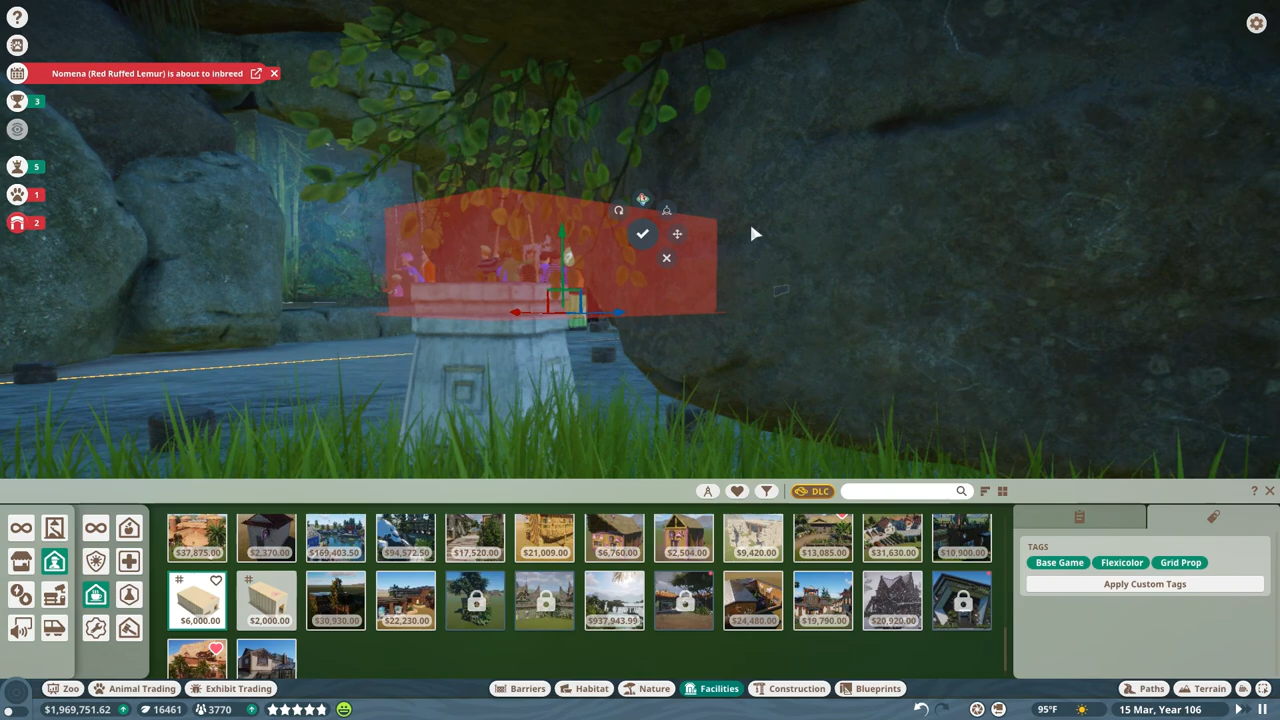 ?
Nomena (Red Ruffed Lemur) is about to inbreed
3
5
1
2
DLC
?
$37,875.00 $2,370.00 $169,403.50 $94,572.50 $17,520.00 $21,009.00 $6,760.00 $2,504.00 $9,420.00 $13,085.00 $31,630.00 $10,900.00
# #
$6,000.00 $2,000.00 $30,930.00 $22,230.00 $937,943.99 $24,480.00 $19,790.00 $20,920.00
TAGS
Base Game Flexicolor Grid Prop
Apply Custom Tags
Zoo Animal Trading Exhibit Trading Barriers Habitat Nature Facilities Construction Blueprints Paths Terrain
$1,969,751.62 16461 3770 95°F 15 Mar, Year 106